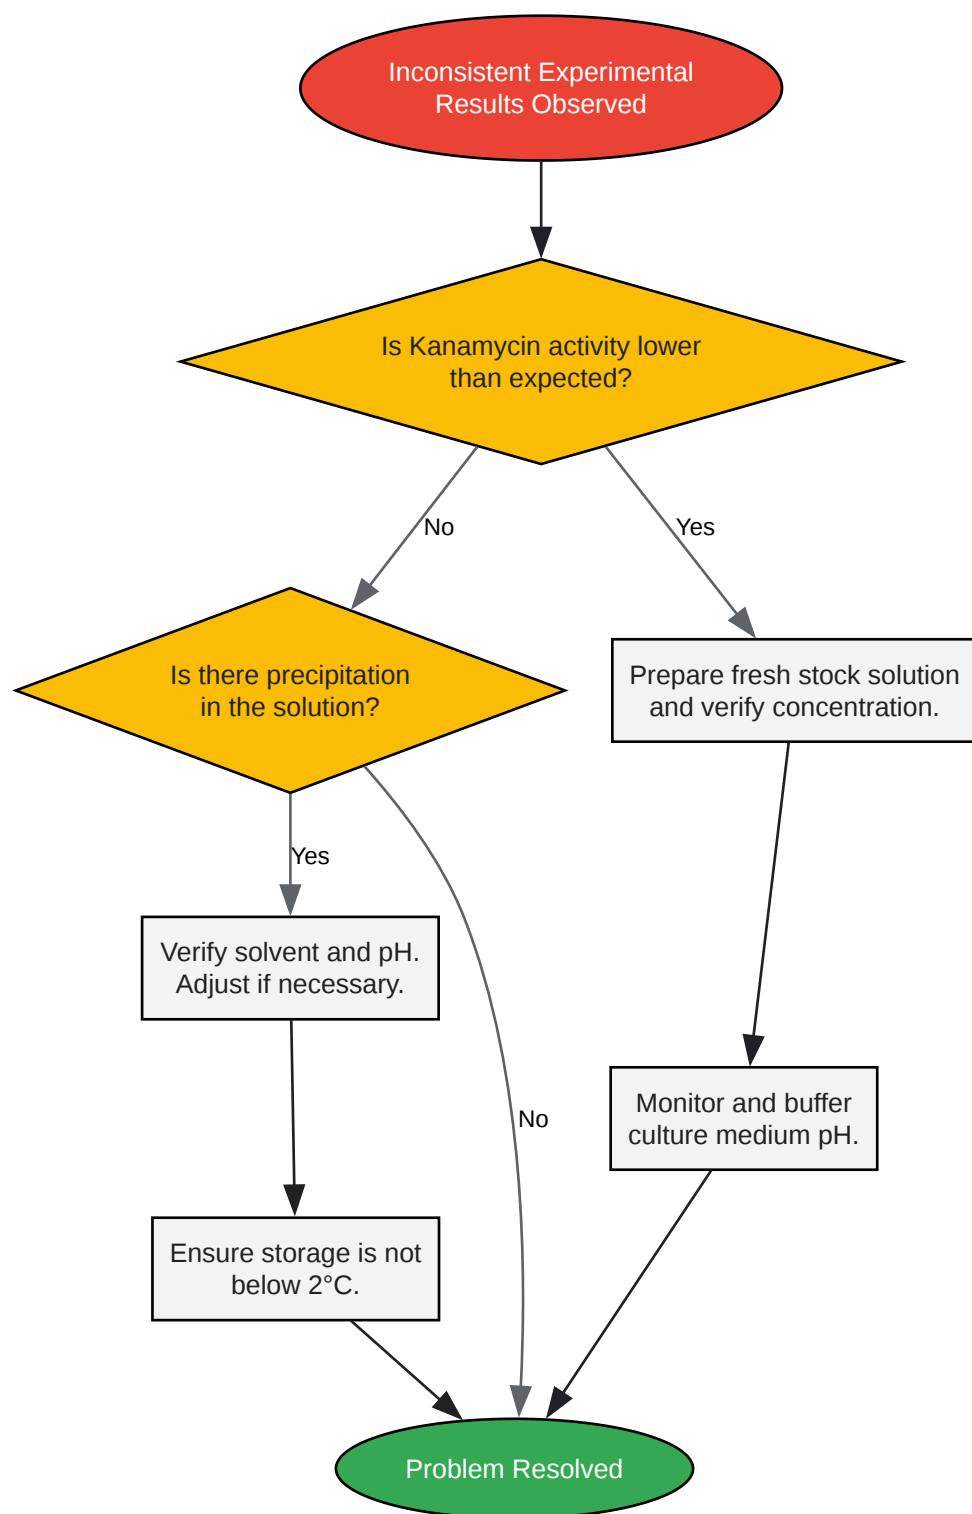 Inconsistent Experimental
Results Observed
Is Kanamycin activity lower
than expected?
No
Yes
Is there precipitation
in the solution?
Prepare fresh stock solution
and verify concentration.
Yes
Verify solvent and pH.
Adjust if necessary.
No
Monitor and buffer
culture medium pH.
Ensure storage is not
below 2°C.
Problem Resolved